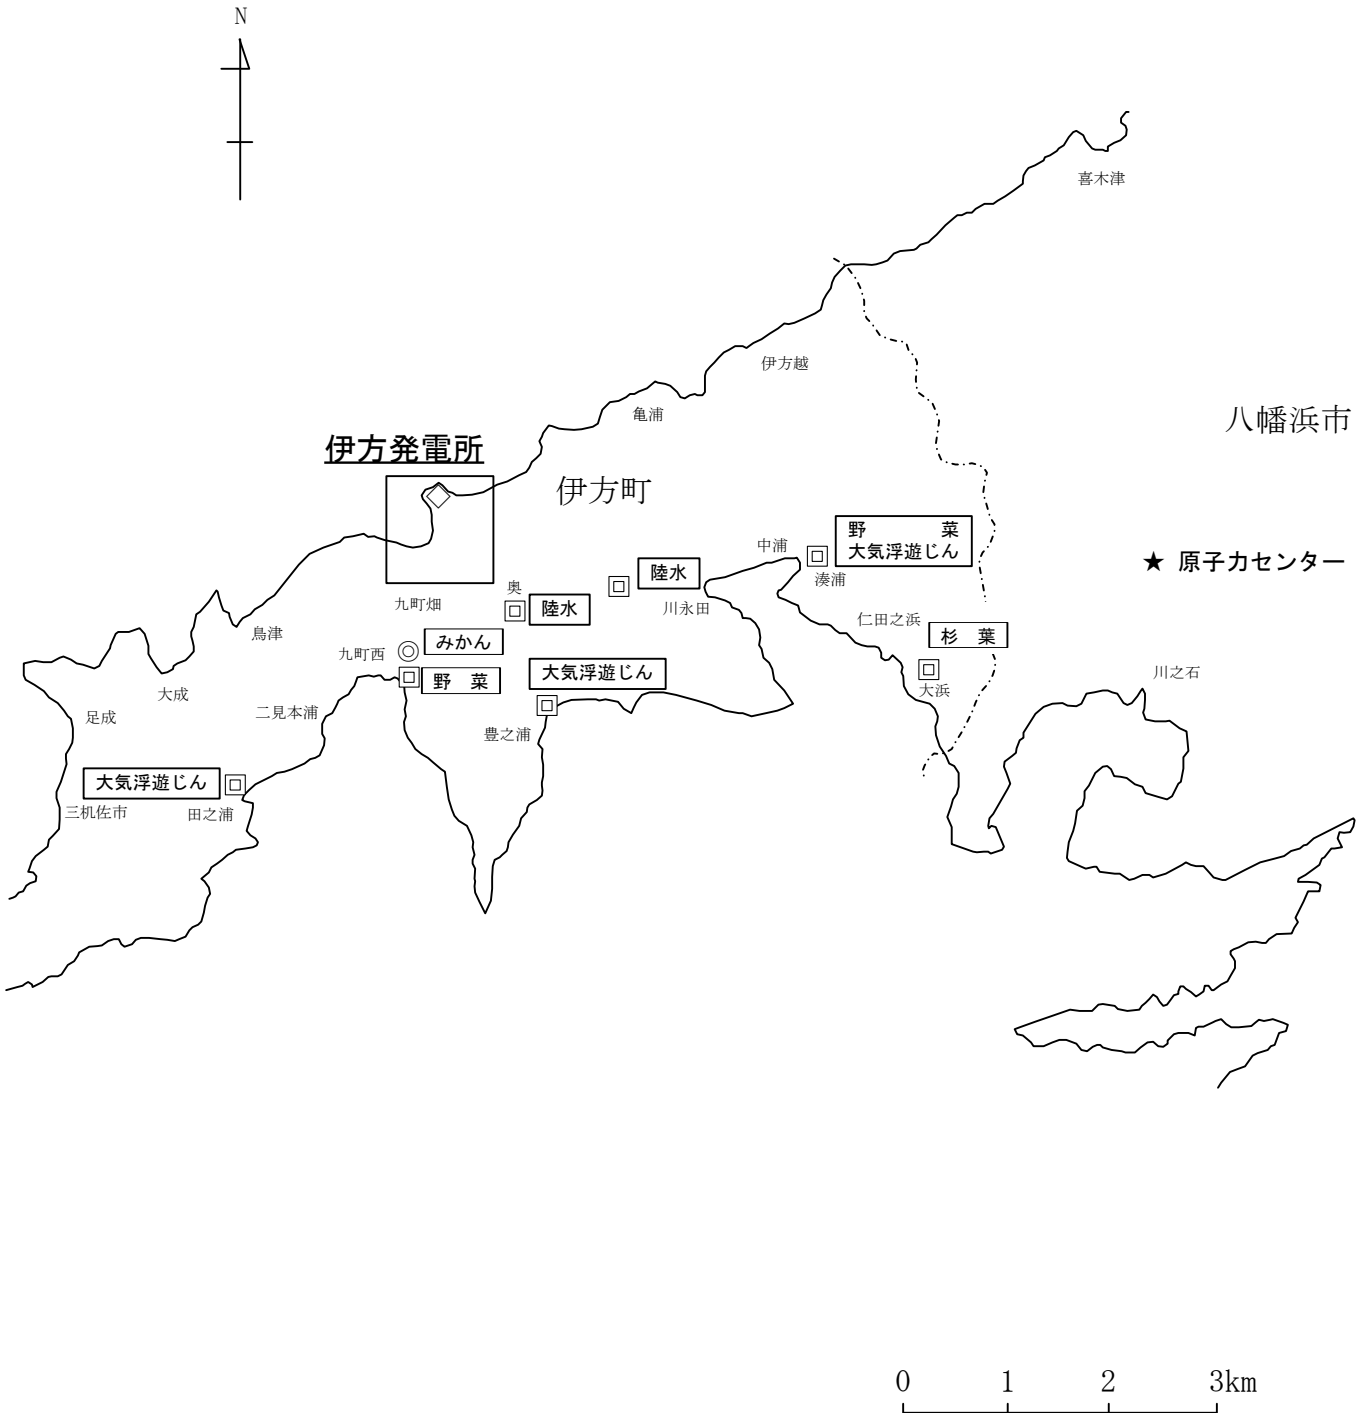 N
喜木津
伊方越
亀浦
八幡浜市
伊方発電所
伊方町
野　菜
大気浮遊じん
中浦
湊浦
★ 原子力センター
陸水
川永田
奥
陸水
九町畑
仁田之浜
杉　葉
鳥津
みかん
九町西
野　菜
大気浮遊じん
大浜
川之石
大成
二見本浦
足成
豊之浦
大気浮遊じん
三机佐市
田之浦
0 1 2 3km